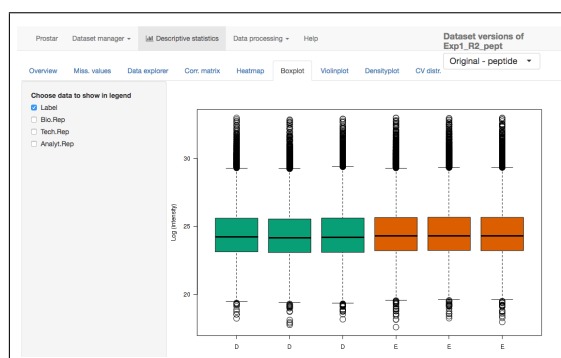 Prostar Dataset manager Descriptive statistics Data processing Help
Dataset versions of
Exp1_R2_pept
Original - peptide
Overview Miss. values Data explorer Corr. matrix Heatmap Boxplot Violinplot Densityplot CV distr.
Choose data to show in legend
Label
Bio.Rep
Tech.Rep
Analyt.Rep
Log (intensity)
30
25
20
D D D E E E